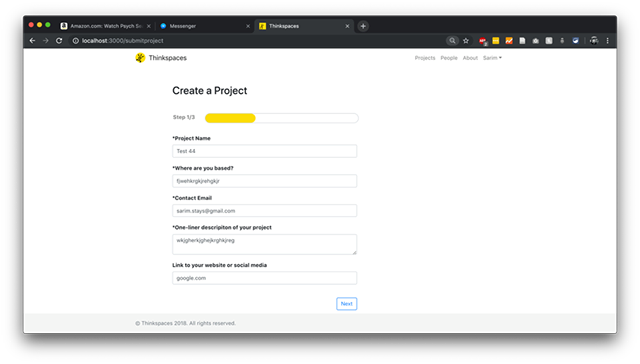 Amazon.com: Watch Psych Se
Messenger
Thinkspaces
localhost:3000/submitproject
Thinkspaces
Projects People About Sarim
Create a Project
Step 1/3
*Project Name
Test 44
*Where are you based?
fjwehkrgkjrehgkjr
*Contact Email
sarim.stays@gmail.com
*One-liner descripiton of your project
wkjgherkjghejkrghkjreg
Link to your website or social media
google.com
Next
© Thinkspaces 2018. All rights reserved.